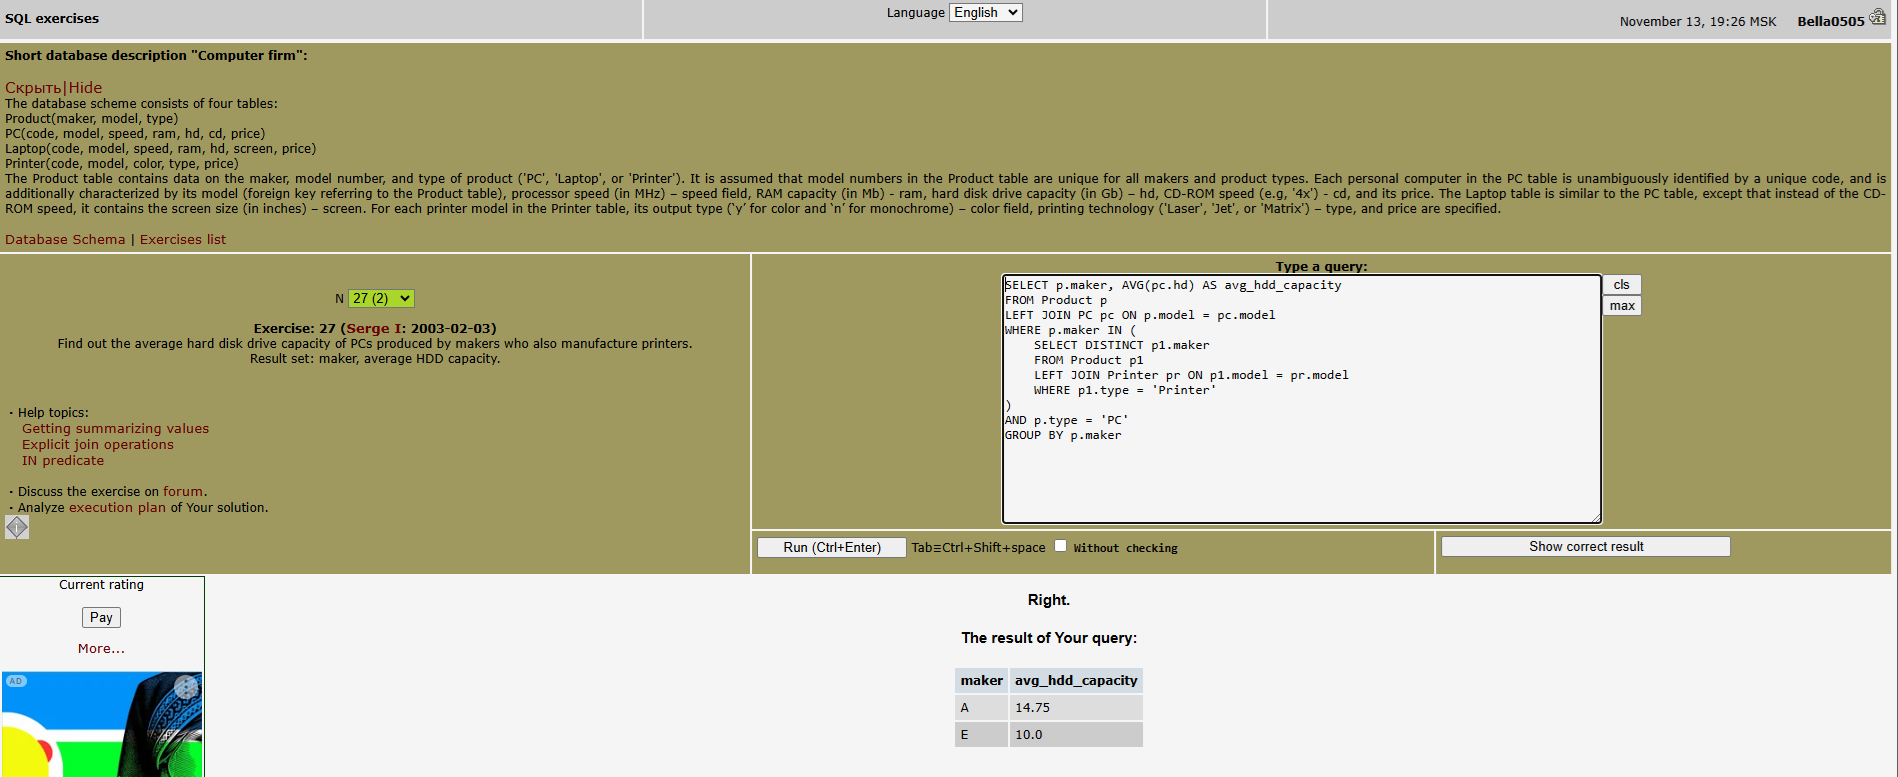 SQL exercises
Language English
November 13, 19:26 MSK Bella0505
Short database description "Computer firm":
Скрыть|Hide
The database scheme consists of four tables:
Product(maker, model, type)
PC(code, model, speed, ram, hd, cd, price)
Laptop(code, model, speed, ram, hd, screen, price)
Printer(code, model, color, type, price)
The Product table contains data on the maker, model number, and type of product ('PC', 'Laptop', or 'Printer'). It is assumed that model numbers in the Product table are unique for all makers and product types. Each personal computer in the PC table is unambiguously identified by a unique code, and is
additionally characterized by its model (foreign key referring to the Product table), processor speed (in MHz) – speed field, RAM capacity (in Mb) - ram, hard disk drive capacity (in Gb) – hd, CD-ROM speed (e.g, '4x') - cd, and its price. The Laptop table is similar to the PC table, except that instead of the CD-
ROM speed, it contains the screen size (in inches) – screen. For each printer model in the Printer table, its output type (‘y’ for color and ‘n’ for monochrome) – color field, printing technology ('Laser', 'Jet', or 'Matrix') – type, and price are specified.
Database Schema | Exercises list
N 27 (2)
Exercise: 27 (Serge I: 2003-02-03)
Find out the average hard disk drive capacity of PCs produced by makers who also manufacture printers.
Result set: maker, average HDD capacity.
· Help topics:
Getting summarizing values
Explicit join operations
IN predicate
· Discuss the exercise on forum.
· Analyze execution plan of Your solution.
Type a query:
SELECT p.maker, AVG(pc.hd) AS avg_hdd_capacity
FROM Product p
LEFT JOIN PC pc ON p.model = pc.model
WHERE p.maker IN (
    SELECT DISTINCT p1.maker
    FROM Product p1
    LEFT JOIN Printer pr ON p1.model = pr.model
    WHERE p1.type = 'Printer'
)
AND p.type = 'PC'
GROUP BY p.maker
cls
max
Run (Ctrl+Enter) Tab≡Ctrl+Shift+space Without checking
Show correct result
Current rating
Pay
More...
AD
Right.
The result of Your query:
maker avg_hdd_capacity
A 14.75
E 10.0